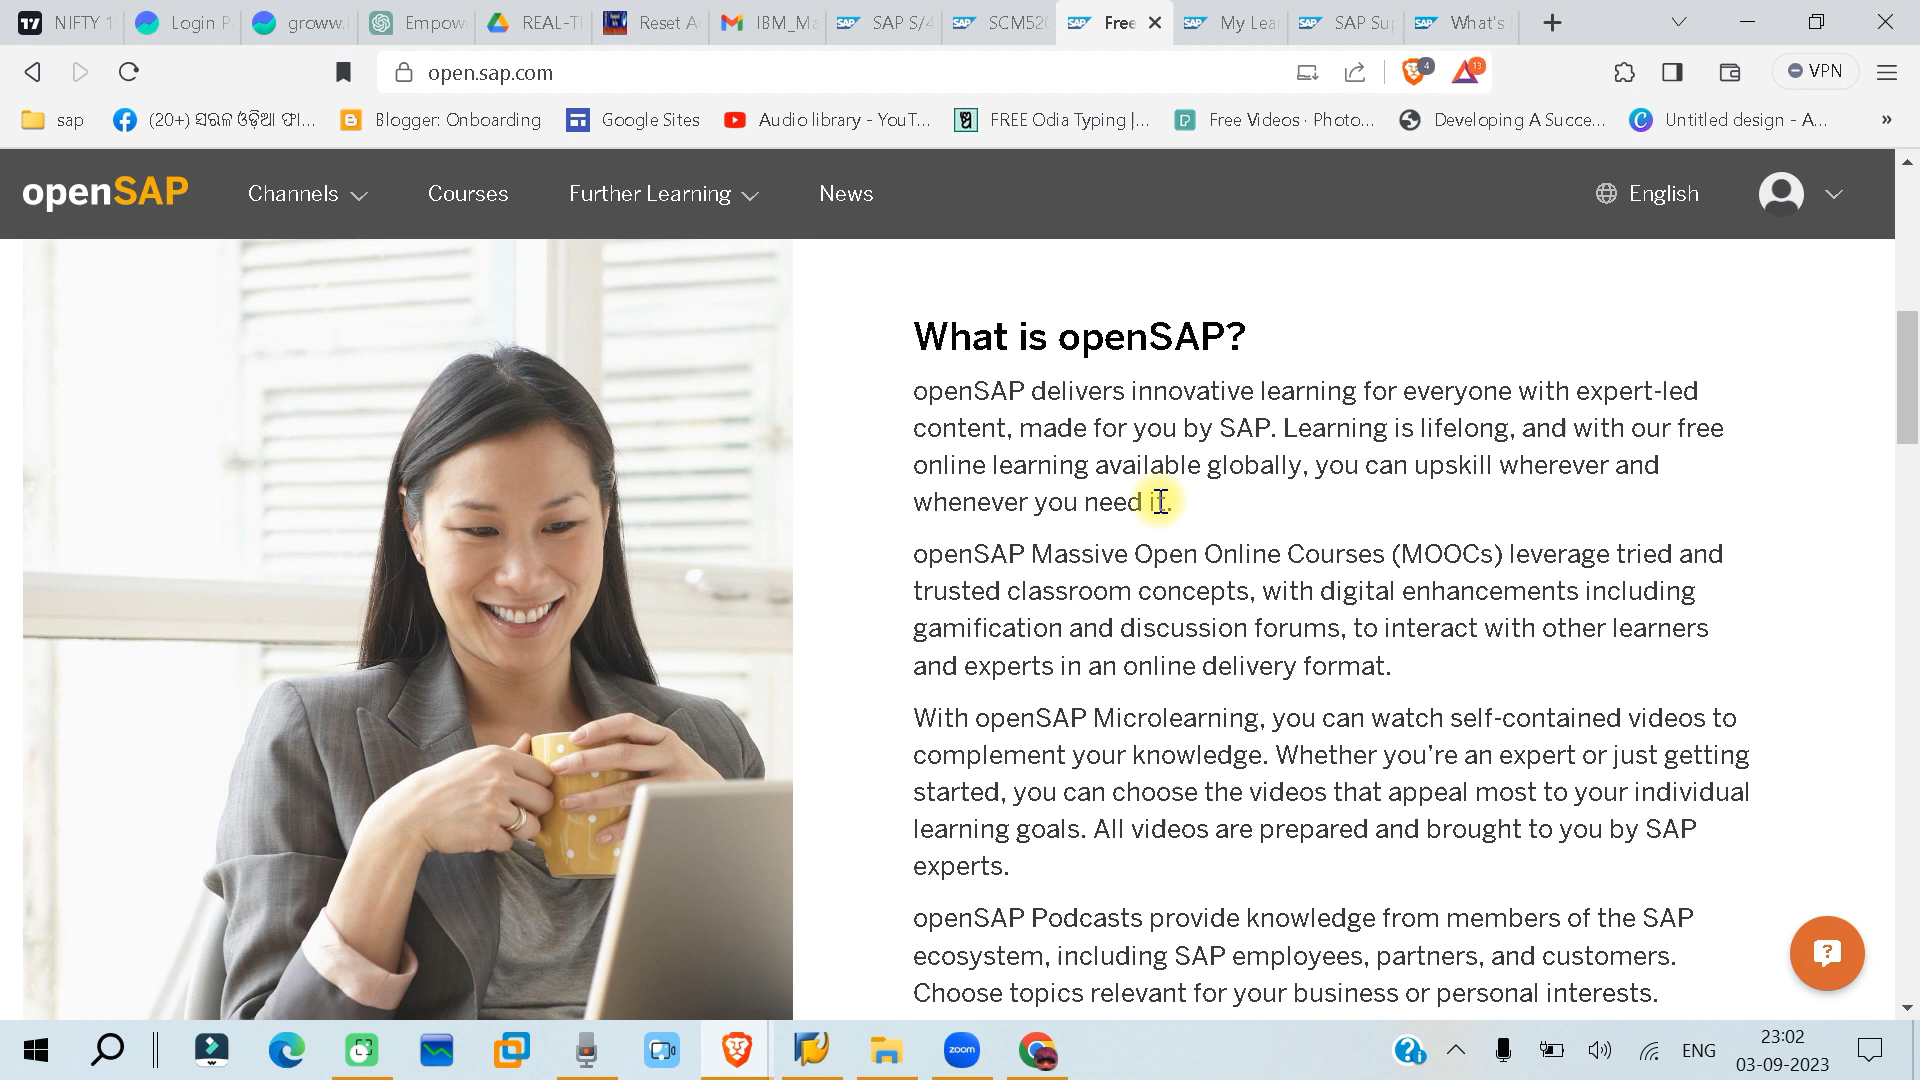 NIFTY 1
Login P
groww.i
Empow
REAL-TI
Reset A
IBM_Ma
SAP S/4
SCM520
Free
My Lear
SAP Sup
What's
open.sap.com
4
13
VPN
sap
(20+) ସରଳ ଓଡ଼ିଆ ଫା...
Blogger: Onboarding
Google Sites
Audio library - YouT...
FREE Odia Typing |...
Free Videos · Photo...
Developing A Succe...
Untitled design - A...
»
openSAP
Channels
Courses
Further Learning
News
English
What is openSAP?
openSAP delivers innovative learning for everyone with expert-led
content, made for you by SAP. Learning is lifelong, and with our free
online learning available globally, you can upskill wherever and
whenever you need it.
openSAP Massive Open Online Courses (MOOCs) leverage tried and
trusted classroom concepts, with digital enhancements including
gamification and discussion forums, to interact with other learners
and experts in an online delivery format.
With openSAP Microlearning, you can watch self-contained videos to
complement your knowledge. Whether you’re an expert or just getting
started, you can choose the videos that appeal most to your individual
learning goals. All videos are prepared and brought to you by SAP
experts.
openSAP Podcasts provide knowledge from members of the SAP
ecosystem, including SAP employees, partners, and customers.
Choose topics relevant for your business or personal interests.
zoom
ENG
23:02
03-09-2023